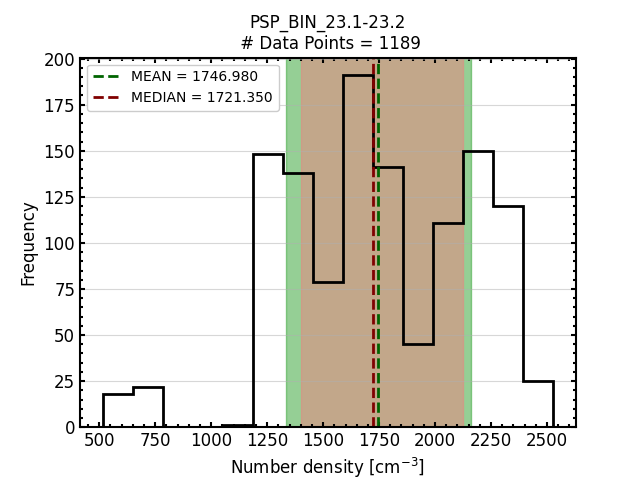 PSP_BIN_23.1-23.2
# Data Points = 1189
MEAN = 1746.980
MEDIAN = 1721.350
Frequency
200
175
150
125
100
75
50
25
0
500 750 1000 1250 1500 1750 2000 2250 2500
Number density [cm⁻³]